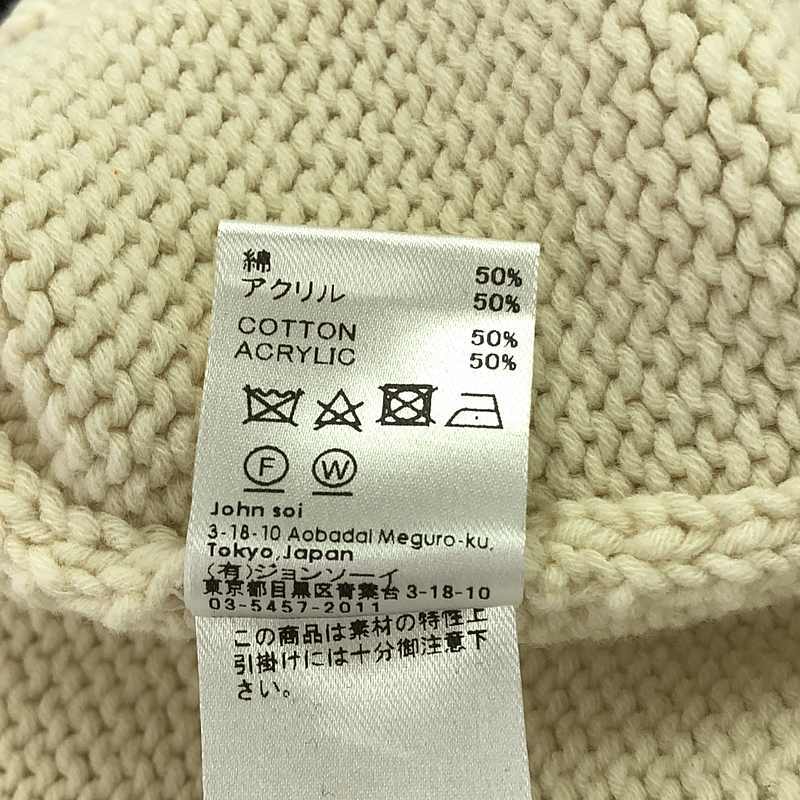 綿 50%
アクリル 50%
COTTON 50%
ACRYLIC 50%
F W
John soi
3-18-10 Aobadai Meguro-ku,
Tokyo,Japan
(有)ジョンソーイ
東京都目黒区青葉台3-18-10
03-5457-2011
この商品は素材の特性上
引掛けには十分御注意下
さい。